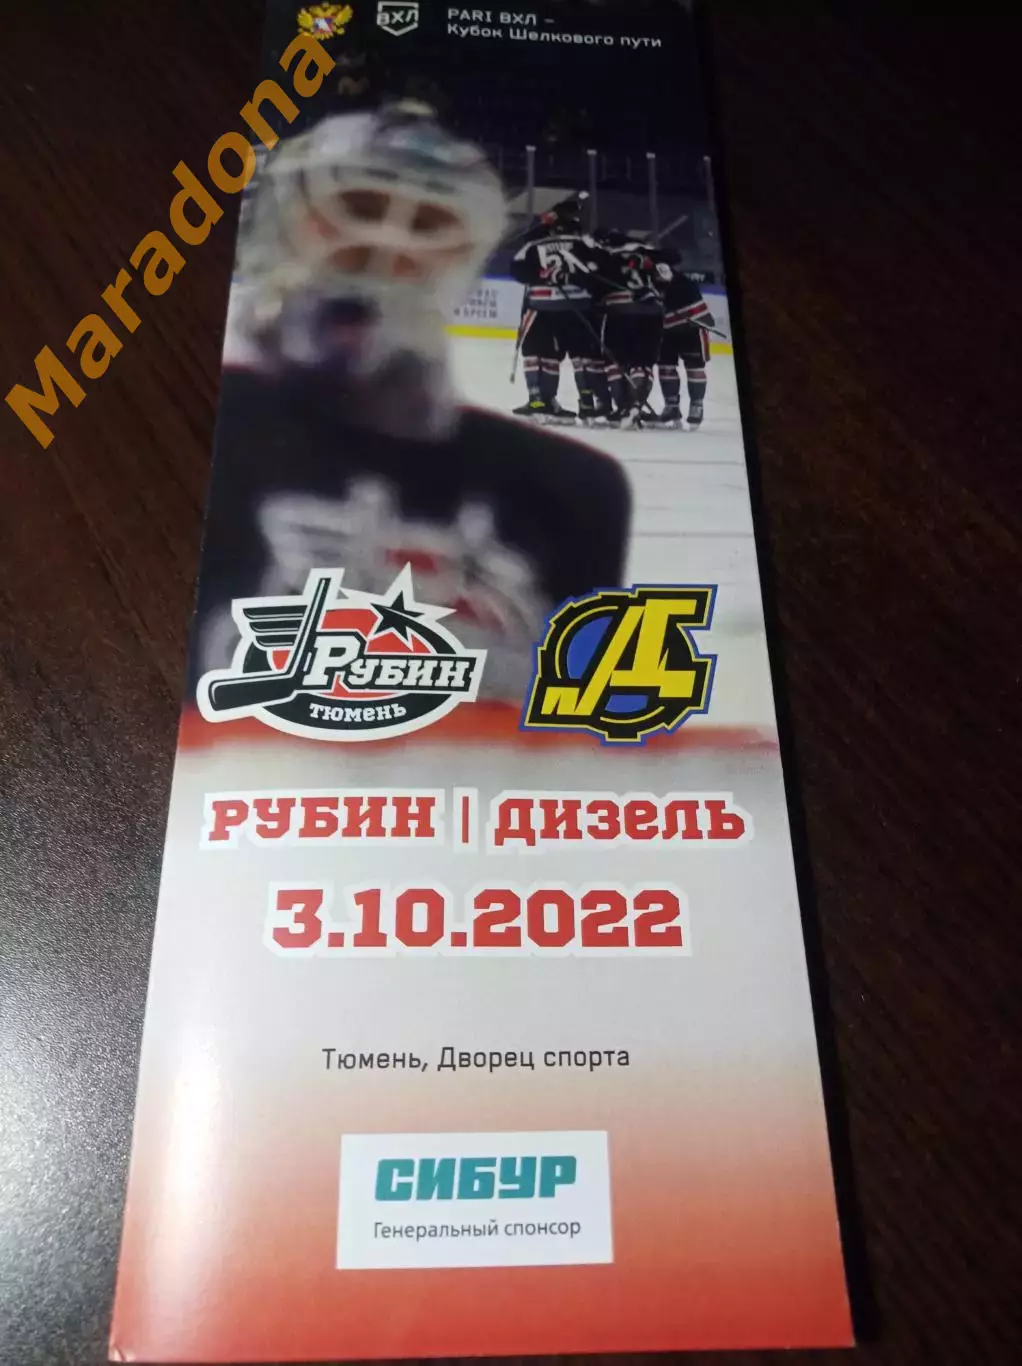 ВХЛ
PARI ВХЛ –
Кубок Шелкового пути
Maradona
РУБИН
ТЮМЕНЬ
ДП
РУБИН | ДИЗЕЛЬ
3.10.2022
Тюмень, Дворец спорта
СИБУР
Генеральный спонсор